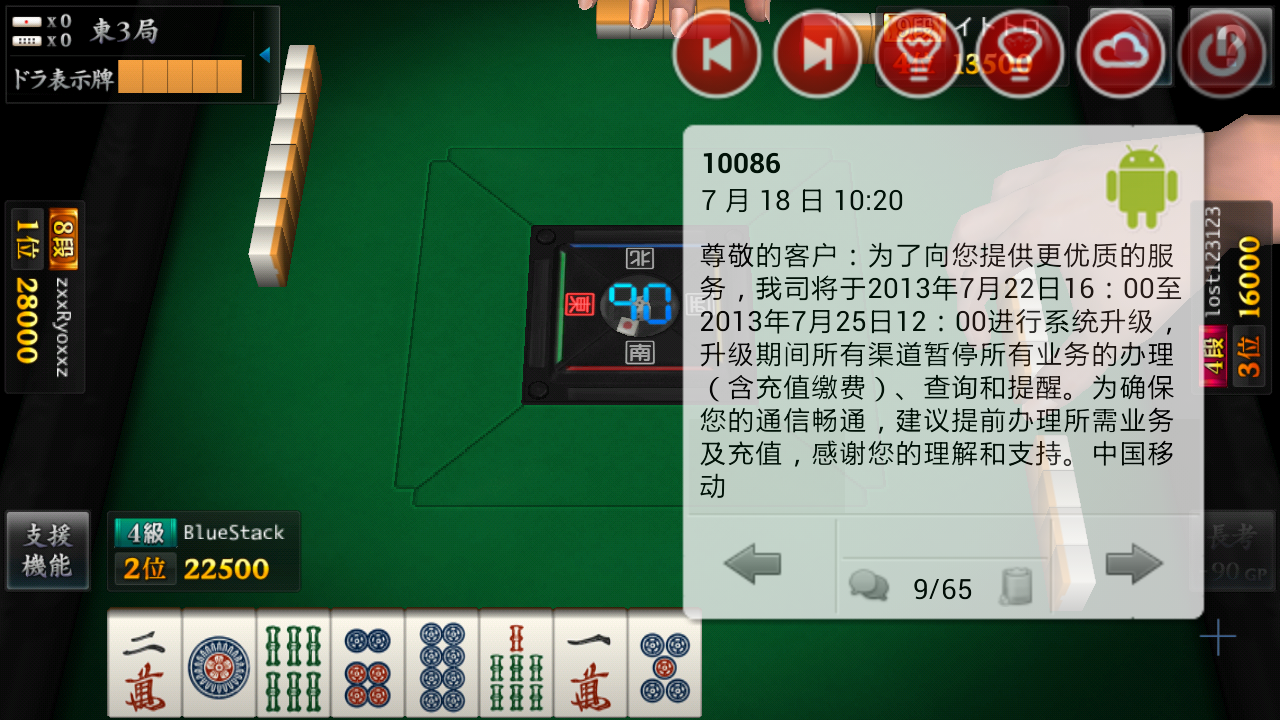 x0
x0
東3局
ドラ表示牌
9段
イトトロ
4位
13500
10086
7 月 18 日 10:20
尊敬的客户：为了向您提供更优质的服
务，我司将于2013年7月22日16：00至
2013年7月25日12：00进行系统升级，
升级期间所有渠道暂停所有业务的办理
（含充值缴费）、查询和提醒。为确保
您的通信畅通，建议提前办理所需业务
及充值，感谢您的理解和支持。中国移
动
9/65
8段
1位
zxxRyoxxz
28000
北
東
90
南
lost123123
16000
4段
3位
支援
機能
4級
BlueStack
2位
22500
長考
-90 GP
二萬
一萬